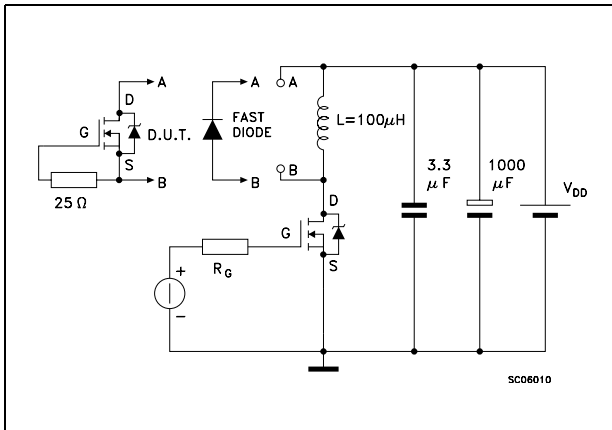 A
A
A
D
G
D.U.T.
FAST
DIODE
L=100μH
S
B
B
B
25 Ω
3.3
μF
1000
μF
V_DD
D
G
S
R_G
+
−
SC06010